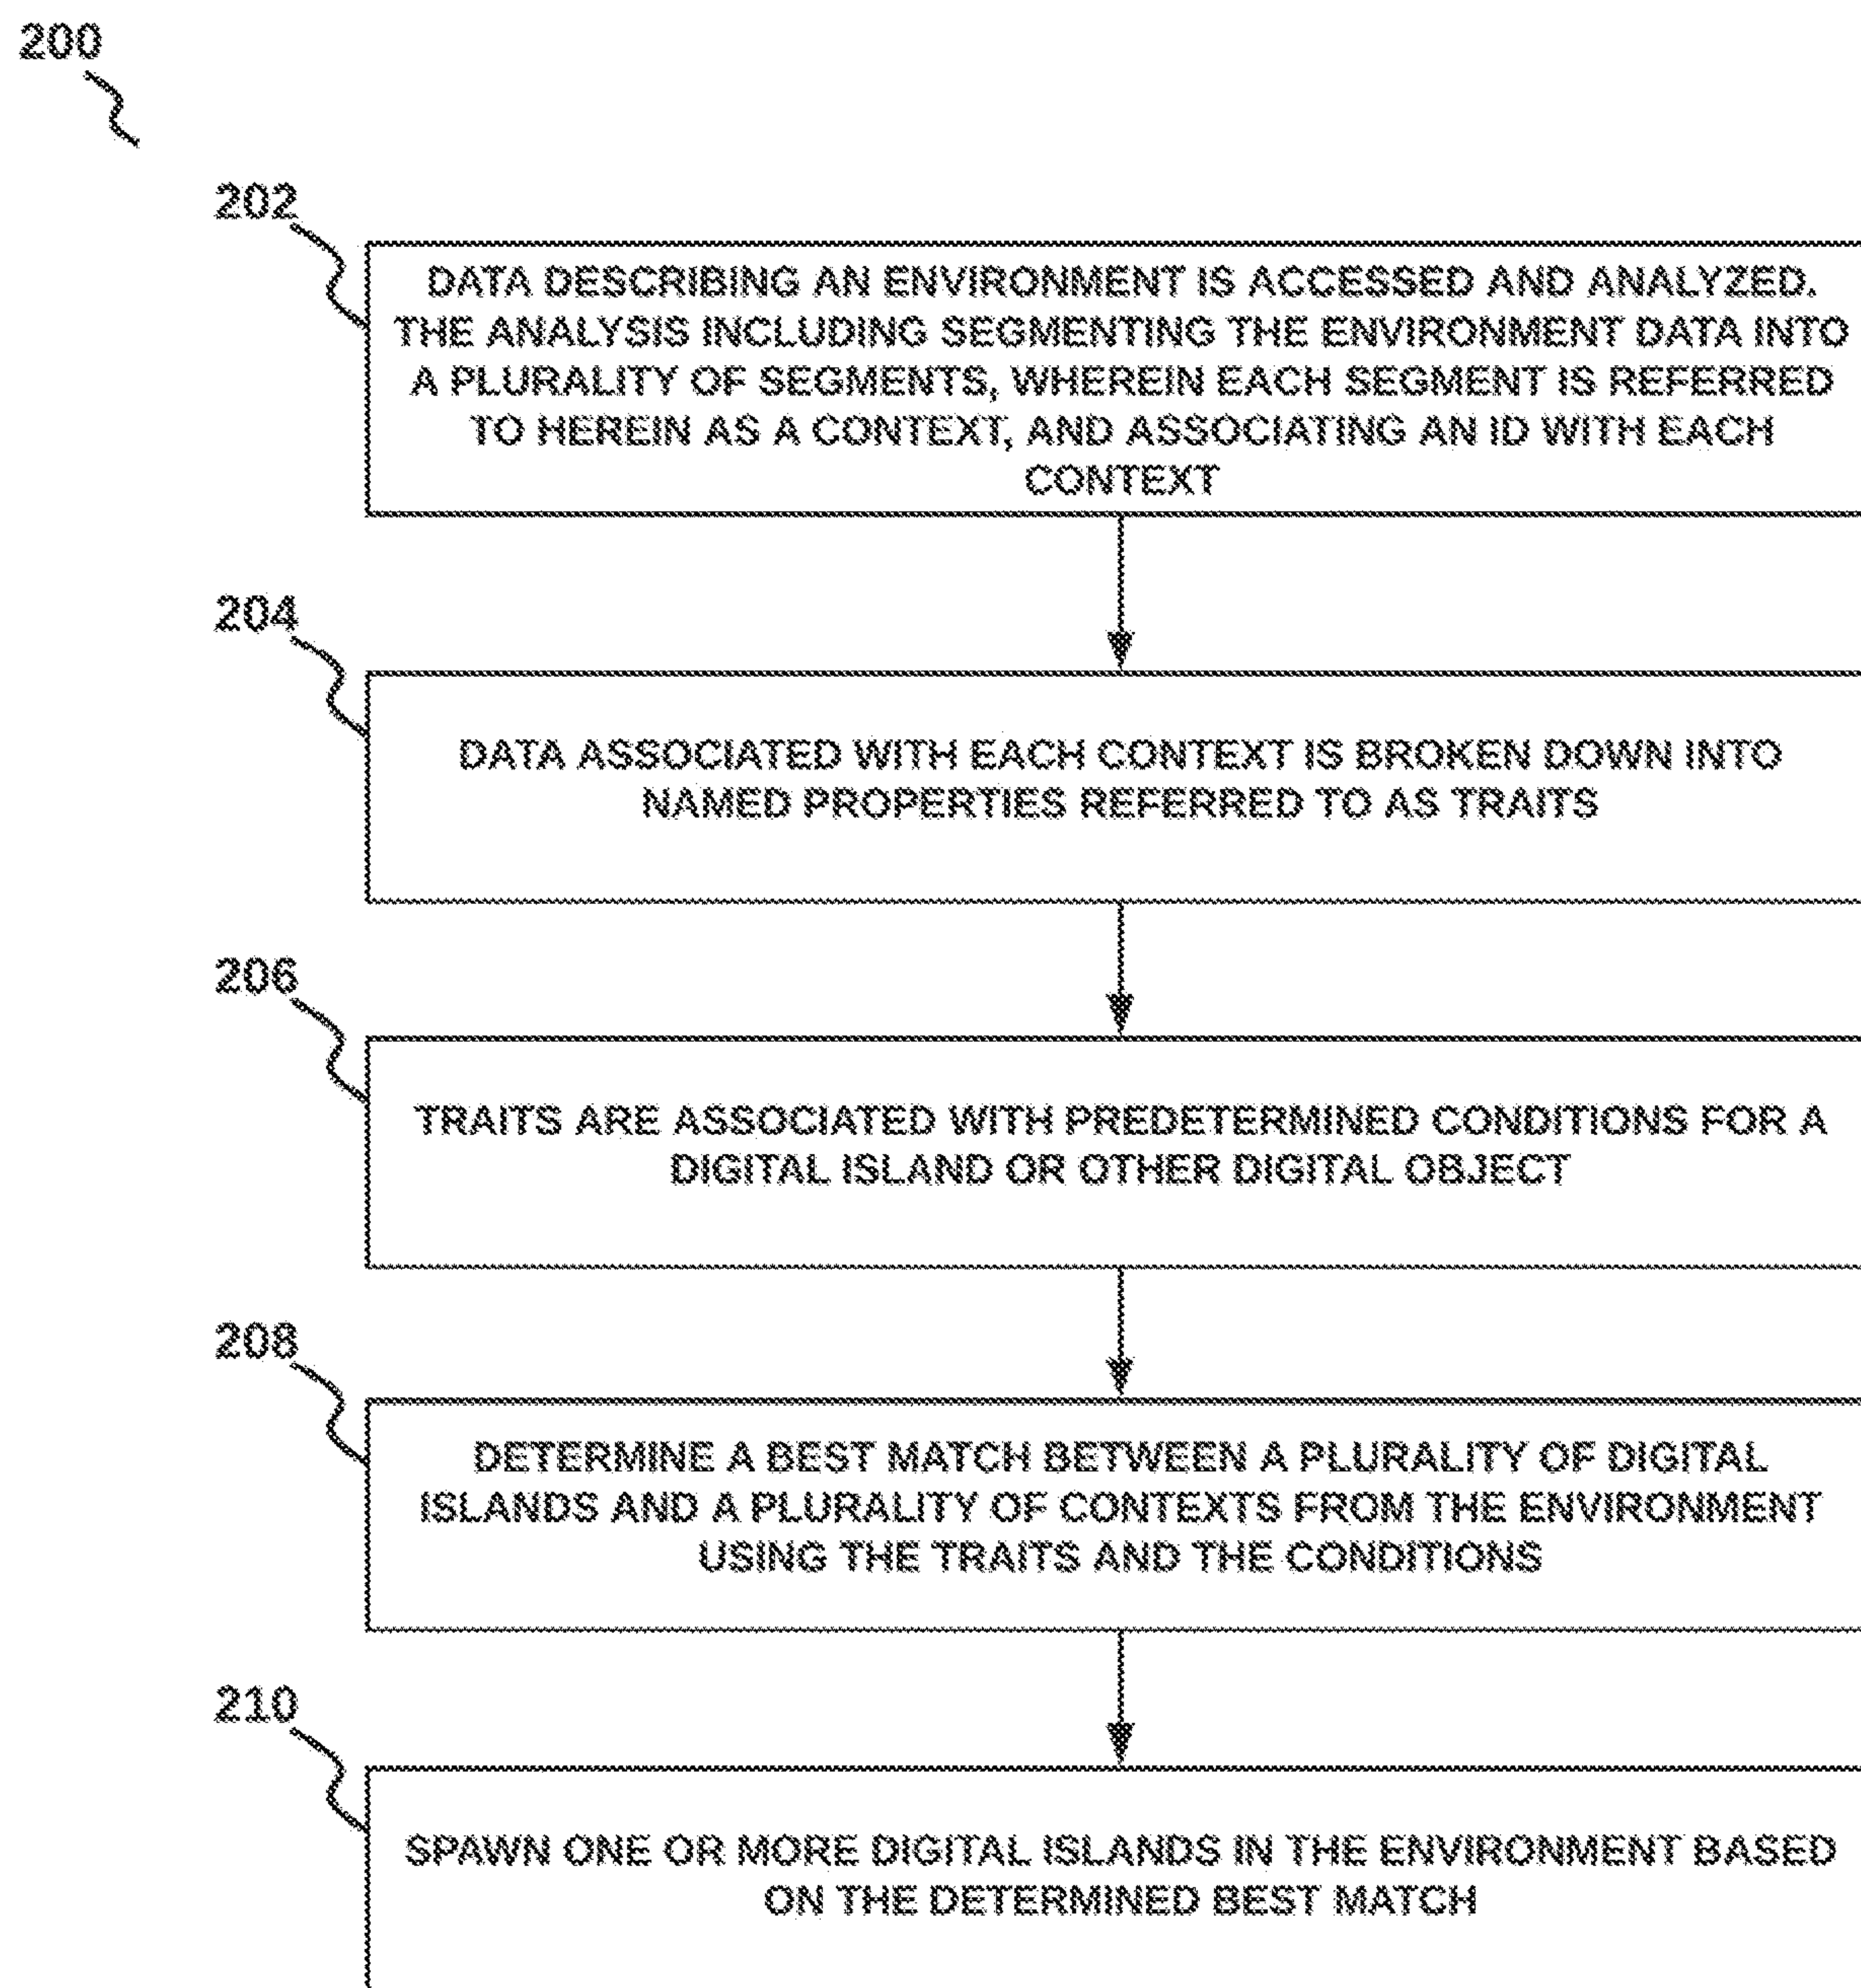 200
202
DATA DESCRIBING AN ENVIRONMENT IS ACCESSED AND ANALYZED.
THE ANALYSIS INCLUDING SEGMENTING THE ENVIRONMENT DATA INTO
A PLURALITY OF SEGMENTS, WHEREIN EACH SEGMENT IS REFERRED
TO HEREIN AS A CONTEXT, AND ASSOCIATING AN ID WITH EACH
CONTEXT
204
DATA ASSOCIATED WITH EACH CONTEXT IS BROKEN DOWN INTO
NAMED PROPERTIES REFERRED TO AS TRAITS
206
TRAITS ARE ASSOCIATED WITH PREDETERMINED CONDITIONS FOR A
DIGITAL ISLAND OR OTHER DIGITAL OBJECT
208
DETERMINE A BEST MATCH BETWEEN A PLURALITY OF DIGITAL
ISLANDS AND A PLURALITY OF CONTEXTS FROM THE ENVIRONMENT
USING THE TRAITS AND THE CONDITIONS
210
SPAWN ONE OR MORE DIGITAL ISLANDS IN THE ENVIRONMENT BASED
ON THE DETERMINED BEST MATCH